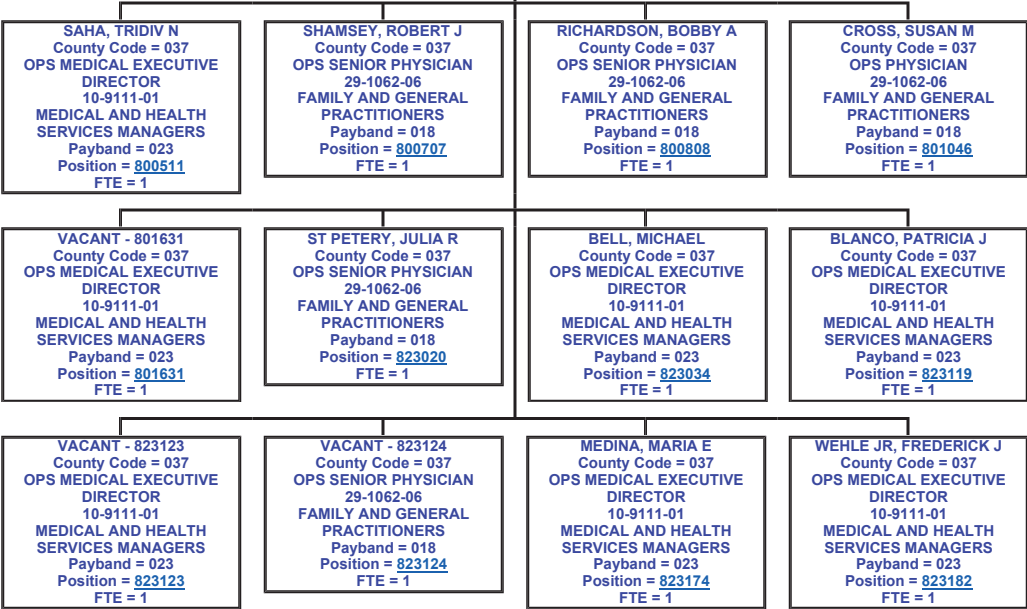 SAHA, TRIDIV N
County Code = 037
OPS MEDICAL EXECUTIVE
DIRECTOR
10-9111-01
MEDICAL AND HEALTH
SERVICES MANAGERS
Payband = 023
Position = 800511
FTE = 1
SHAMSEY, ROBERT J
County Code = 037
OPS SENIOR PHYSICIAN
29-1062-06
FAMILY AND GENERAL
PRACTITIONERS
Payband = 018
Position = 800707
FTE = 1
RICHARDSON, BOBBY A
County Code = 037
OPS SENIOR PHYSICIAN
29-1062-06
FAMILY AND GENERAL
PRACTITIONERS
Payband = 018
Position = 800808
FTE = 1
CROSS, SUSAN M
County Code = 037
OPS PHYSICIAN
29-1062-06
FAMILY AND GENERAL
PRACTITIONERS
Payband = 018
Position = 801046
FTE = 1
VACANT - 801631
County Code = 037
OPS MEDICAL EXECUTIVE
DIRECTOR
10-9111-01
MEDICAL AND HEALTH
SERVICES MANAGERS
Payband = 023
Position = 801631
FTE = 1
ST PETERY, JULIA R
County Code = 037
OPS SENIOR PHYSICIAN
29-1062-06
FAMILY AND GENERAL
PRACTITIONERS
Payband = 018
Position = 823020
FTE = 1
BELL, MICHAEL
County Code = 037
OPS MEDICAL EXECUTIVE
DIRECTOR
10-9111-01
MEDICAL AND HEALTH
SERVICES MANAGERS
Payband = 023
Position = 823034
FTE = 1
BLANCO, PATRICIA J
County Code = 037
OPS MEDICAL EXECUTIVE
DIRECTOR
10-9111-01
MEDICAL AND HEALTH
SERVICES MANAGERS
Payband = 023
Position = 823119
FTE = 1
VACANT - 823123
County Code = 037
OPS MEDICAL EXECUTIVE
DIRECTOR
10-9111-01
MEDICAL AND HEALTH
SERVICES MANAGERS
Payband = 023
Position = 823123
FTE = 1
VACANT - 823124
County Code = 037
OPS SENIOR PHYSICIAN
29-1062-06
FAMILY AND GENERAL
PRACTITIONERS
Payband = 018
Position = 823124
FTE = 1
MEDINA, MARIA E
County Code = 037
OPS MEDICAL EXECUTIVE
DIRECTOR
10-9111-01
MEDICAL AND HEALTH
SERVICES MANAGERS
Payband = 023
Position = 823174
FTE = 1
WEHLE JR, FREDERICK J
County Code = 037
OPS MEDICAL EXECUTIVE
DIRECTOR
10-9111-01
MEDICAL AND HEALTH
SERVICES MANAGERS
Payband = 023
Position = 823182
FTE = 1